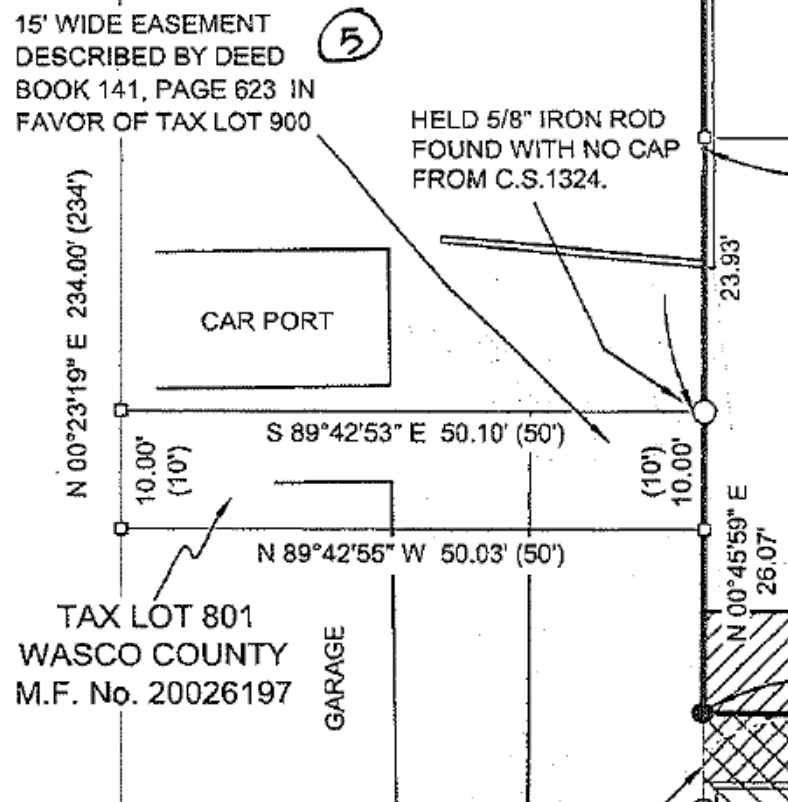 15' WIDE EASEMENT
DESCRIBED BY DEED
BOOK 141, PAGE 623 IN
FAVOR OF TAX LOT 900
5
HELD 5/8" IRON ROD
FOUND WITH NO CAP
FROM C.S.1324.
N 00°23'19" E 234.00' (234')
23.93'
CAR PORT
S 89°42'53" E 50.10' (50')
10.00'
(10')
(10')
10.00'
N 89°42'55" W 50.03' (50')
N 00°45'59" E
26.07'
TAX LOT 801
WASCO COUNTY
M.F. No. 20026197
GARAGE